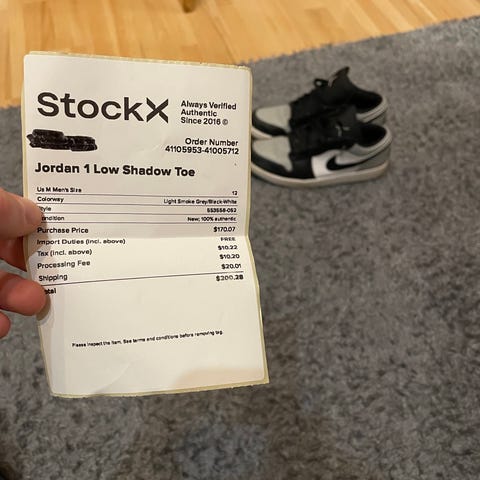 StockX
Always Verified
Authentic
Since 2016 ©
Order Number
41105953-41005712
Jordan 1 Low Shadow Toe
Us M Men's Size 12
Colorway Light Smoke Grey/Black-White
Style 553558-052
Condition New; 100% authentic
Purchase Price $170.07
Import Duties (incl. above) FREE
Tax (incl. above) $10.22
Processing Fee $10.20
Shipping $20.01
Total $200.28
Please inspect the item. See terms and conditions before removing tag.